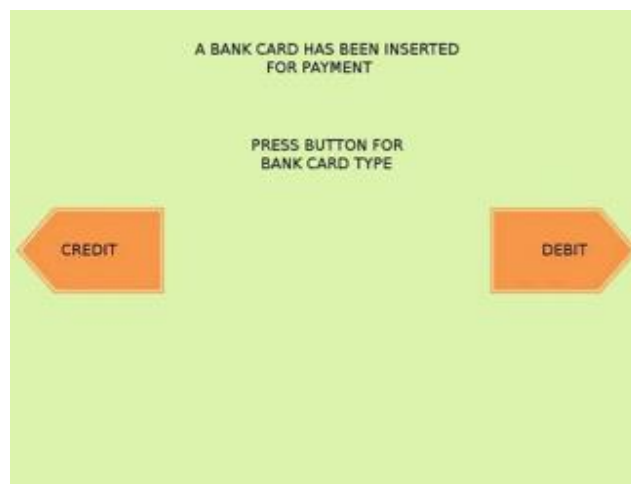 A BANK CARD HAS BEEN INSERTED
FOR PAYMENT
PRESS BUTTON FOR
BANK CARD TYPE
CREDIT
DEBIT